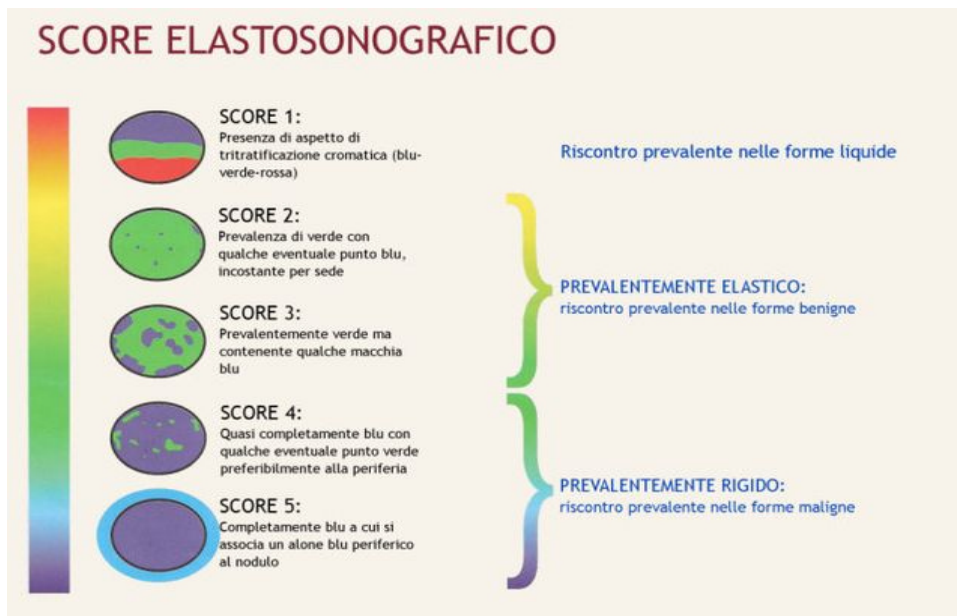 SCORE ELASTOSONOGRAFICO
SCORE 1:
Presenza di aspetto di
tritratificazione cromatica (blu-
verde-rossa)
Riscontro prevalente nelle forme liquide
SCORE 2:
Prevalenza di verde con
qualche eventuale punto blu,
incostante per sede
SCORE 3:
Prevalentemente verde ma
contenente qualche macchia
blu
PREVALENTEMENTE ELASTICO:
riscontro prevalente nelle forme benigne
SCORE 4:
Quasi completamente blu con
qualche eventuale punto verde
preferibilmente alla periferia
SCORE 5:
Completamente blu a cui si
associa un alone blu periferico
al nodulo
PREVALENTEMENTE RIGIDO:
riscontro prevalente nelle forme maligne